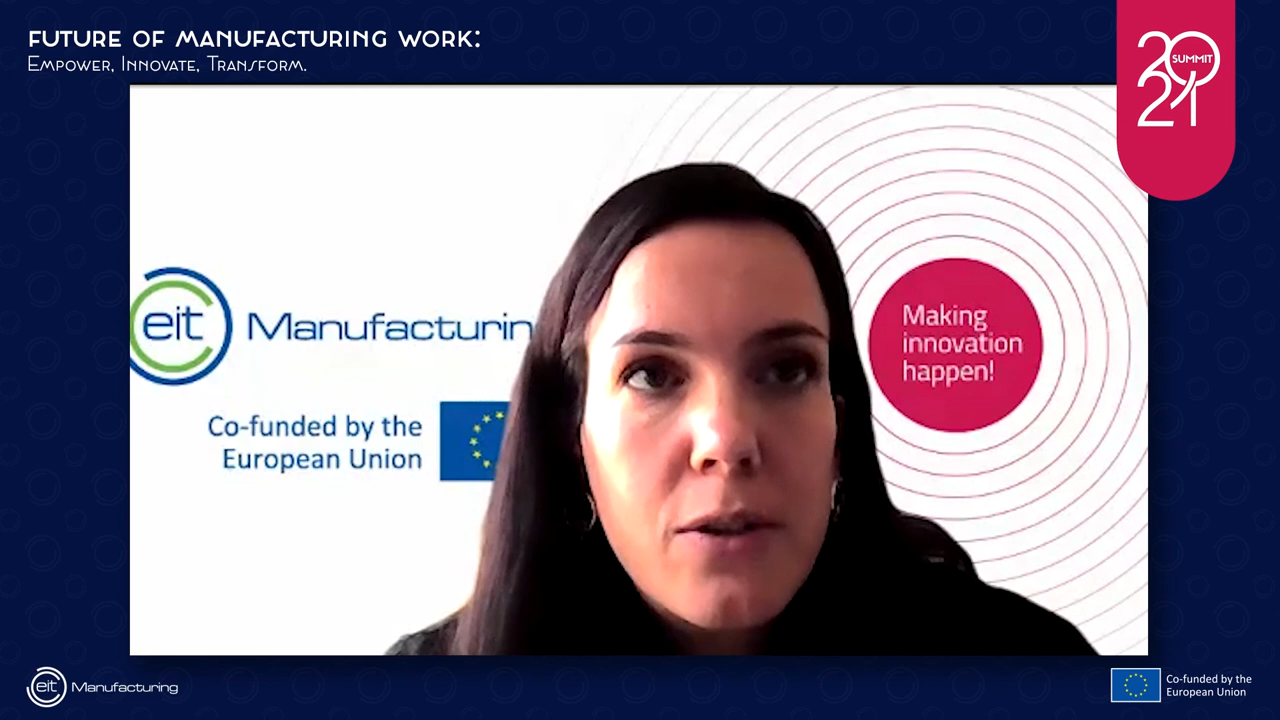 FUTURE OF MANUFACTURING WORK:
EMPOWER, INNOVATE, TRANSFORM.
20
SUMMIT
21
eit Manufacturin
Co-funded by the
European Union
Making
innovation
happen!
eit Manufacturing
Co-funded by the
European Union